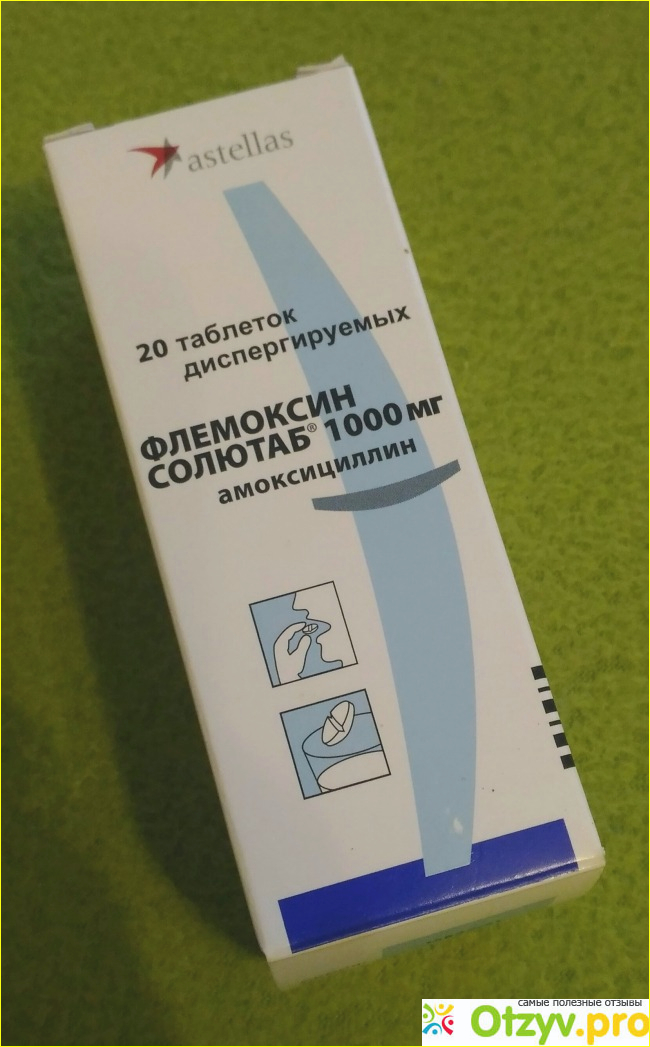 astellas
20 таблеток
диспергируемых
ФЛЕМОКСИН
СОЛЮТАБ® 1000 мг
амоксициллин
самые полезные отзывы
Otzyv.pro